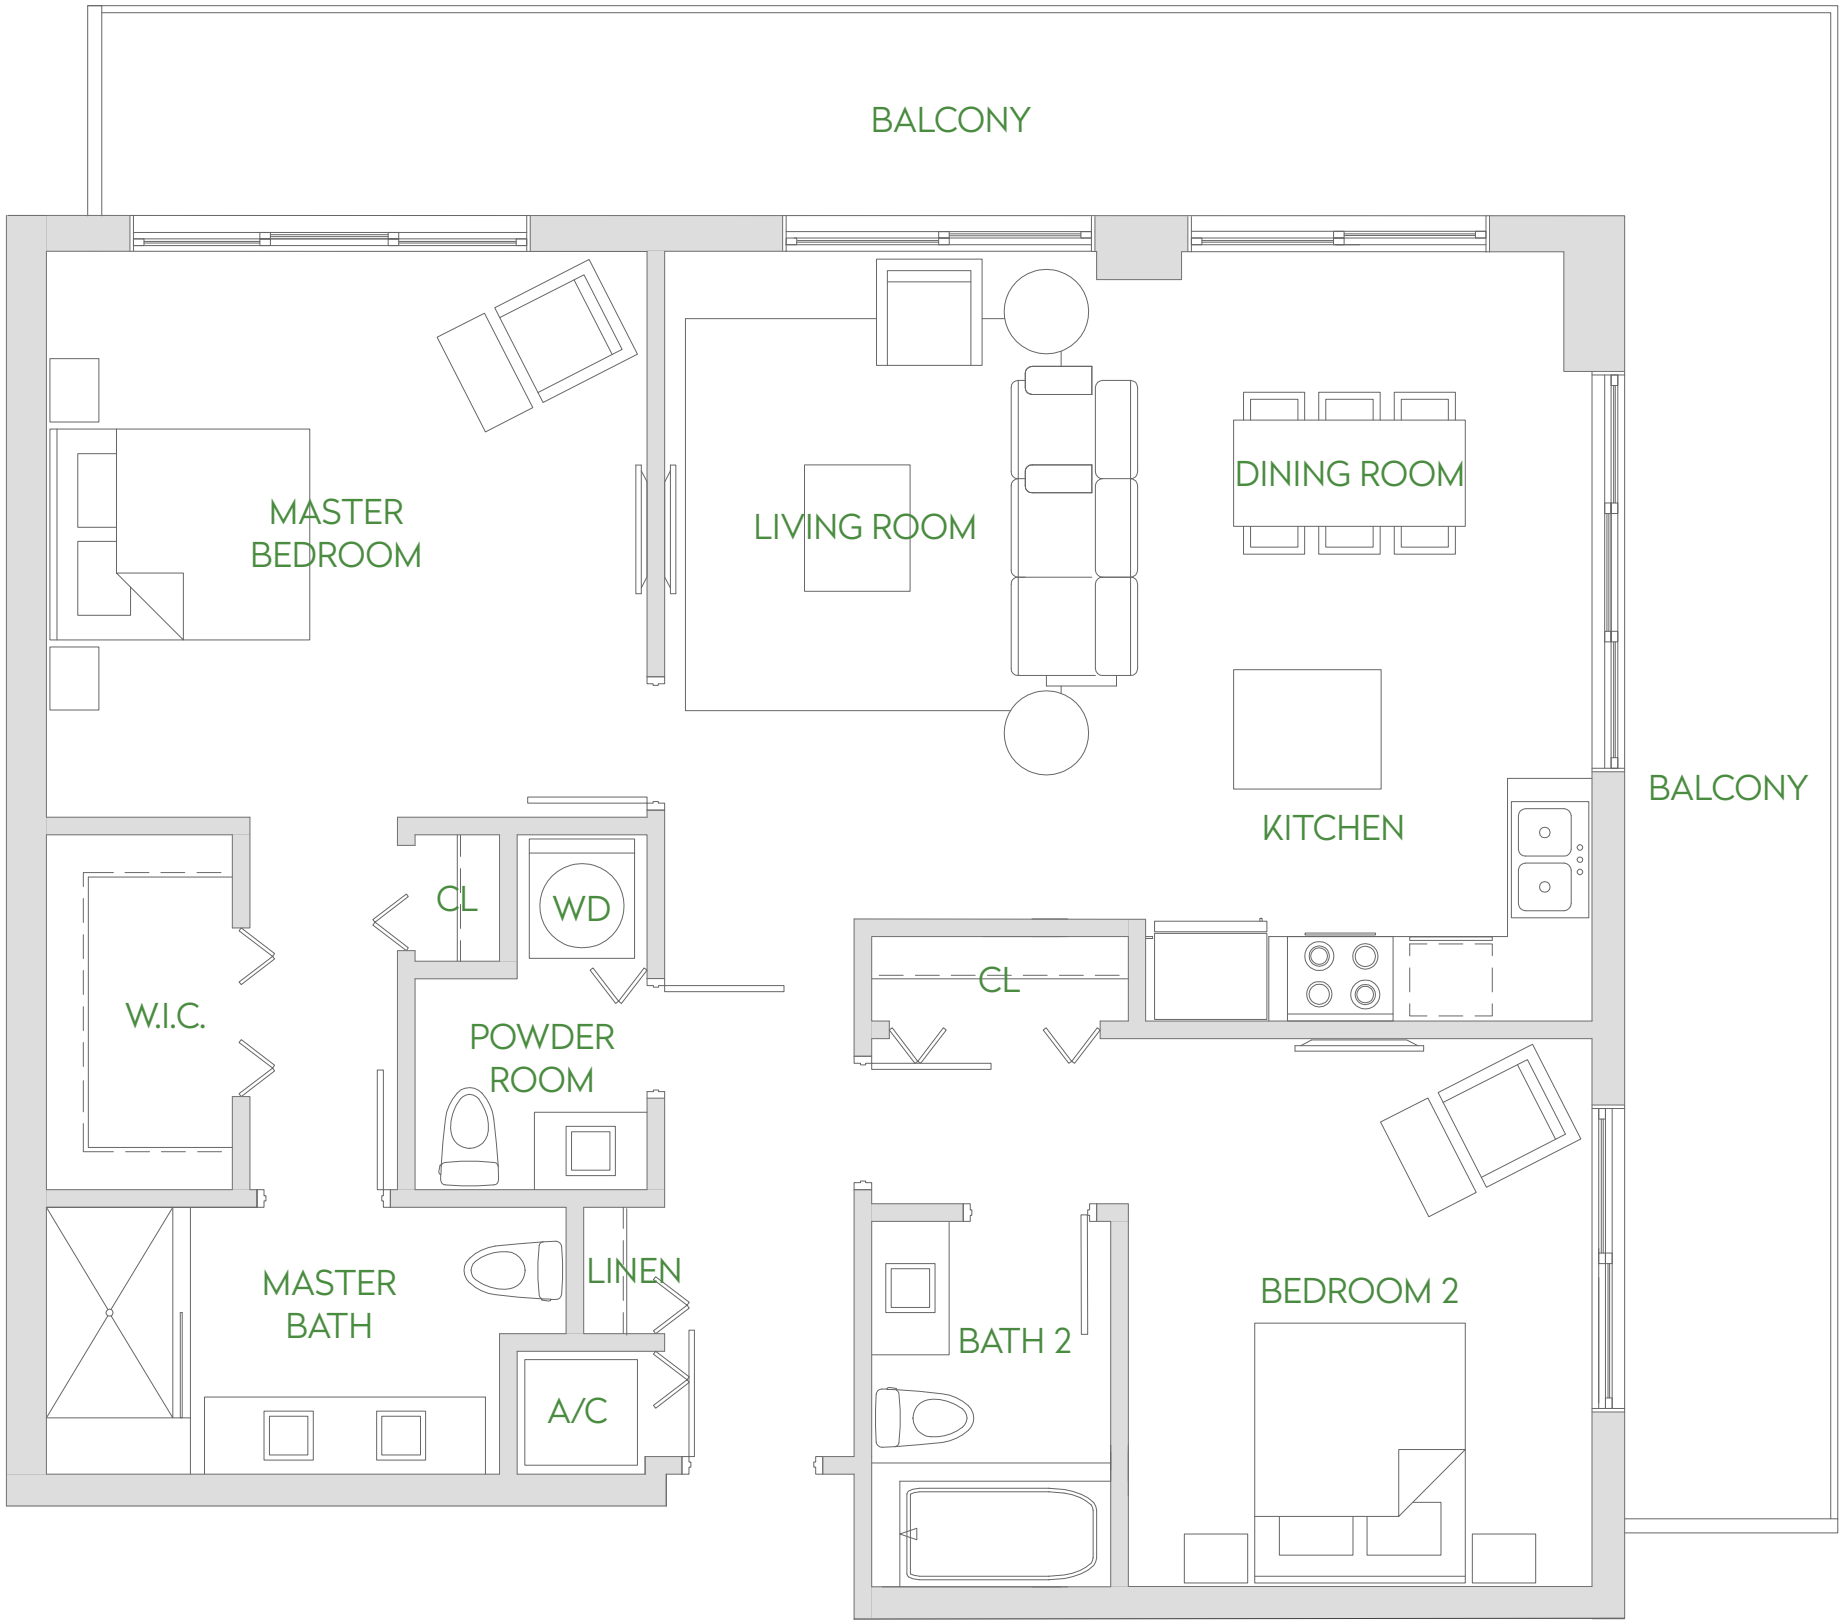 BALCONY
DINING ROOM
MASTER
BEDROOM
LIVING ROOM
BALCONY
KITCHEN
CL
WD
CL
W.I.C.
POWDER
ROOM
LINEN
MASTER
BATH
BEDROOM 2
BATH 2
A/C